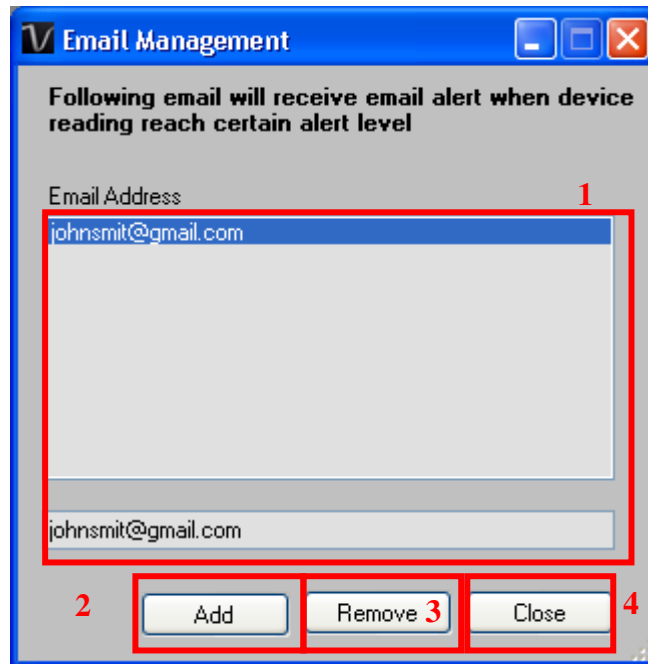 Email Management
Following email will receive email alert when device
reading reach certain alert level
Email Address
1
johnsmit@gmail.com
johnsmit@gmail.com
2 Add Remove 3 Close 4